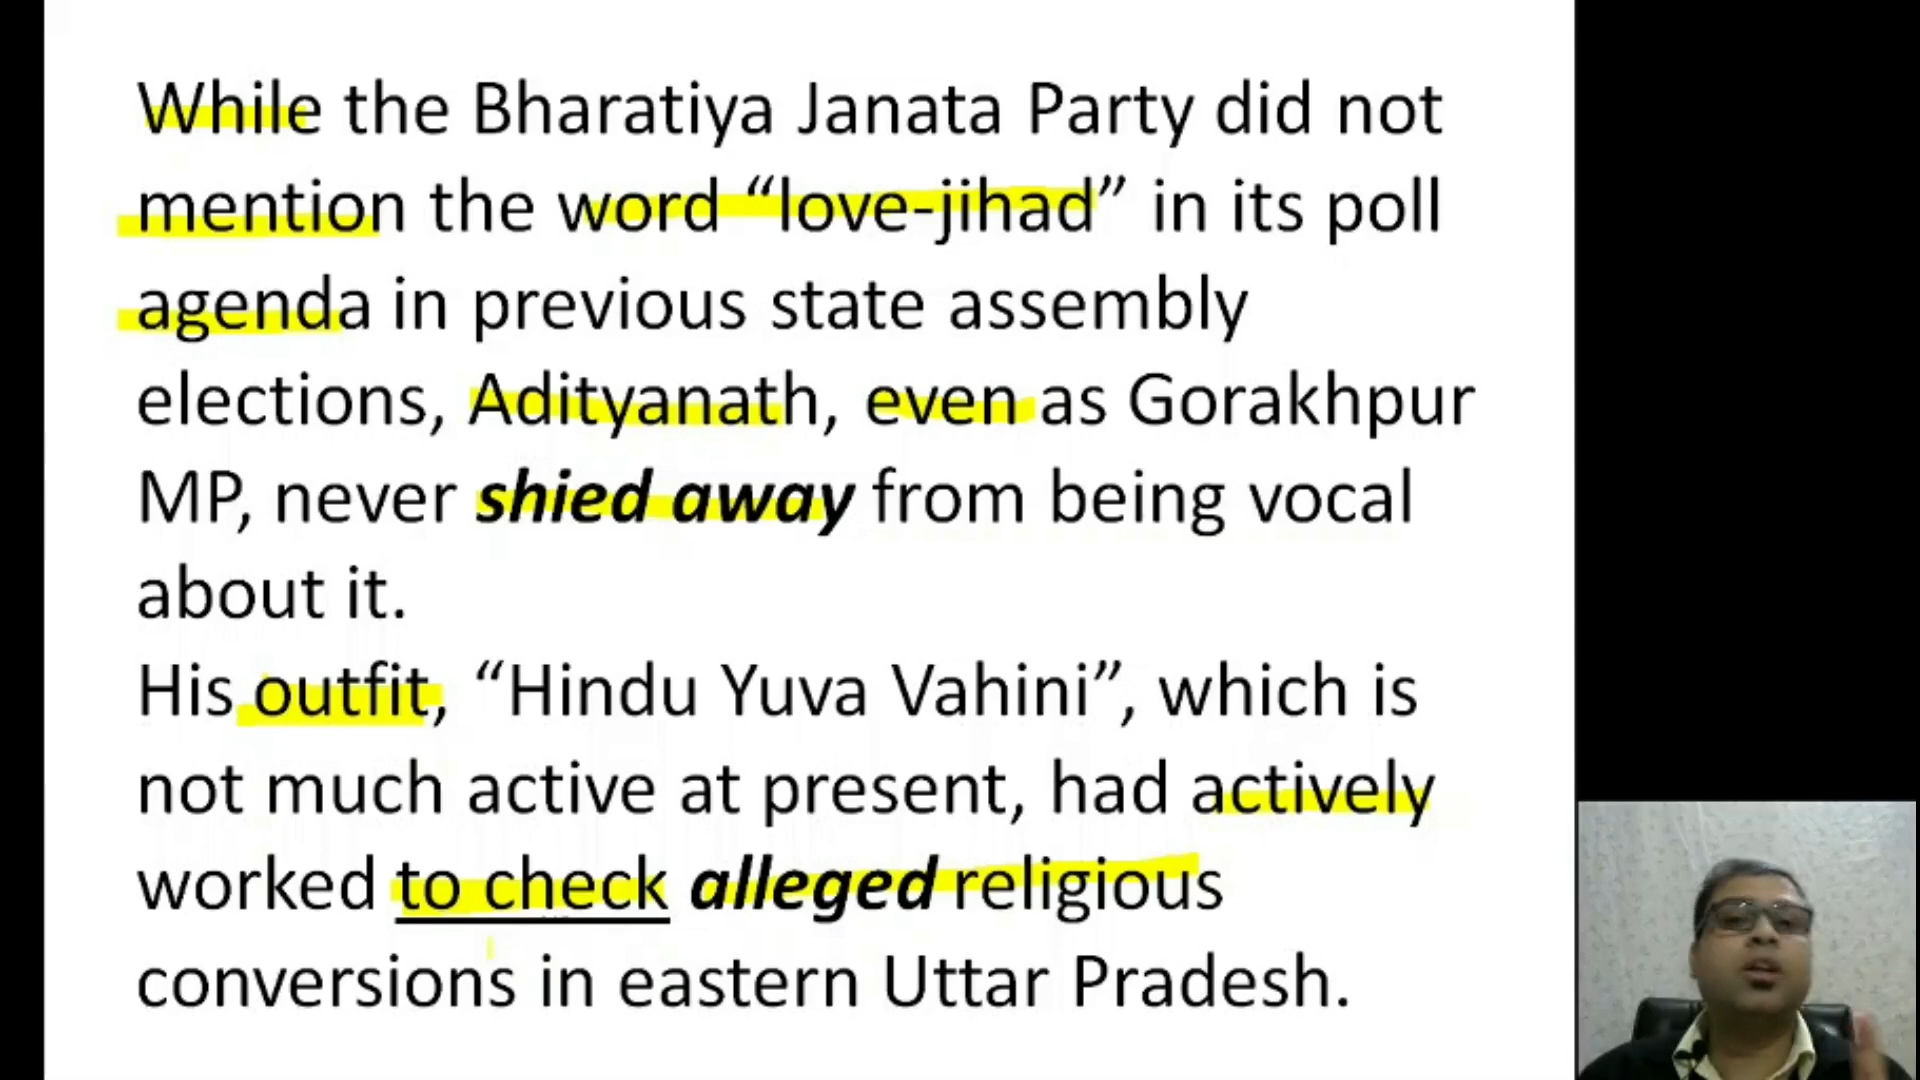 While the Bharatiya Janata Party did not
mention the word “love-jihad” in its poll
agenda in previous state assembly
elections, Adityanath, even as Gorakhpur
MP, never shied away from being vocal
about it.
His outfit, “Hindu Yuva Vahini”, which is
not much active at present, had actively
worked to check alleged religious
conversions in eastern Uttar Pradesh.